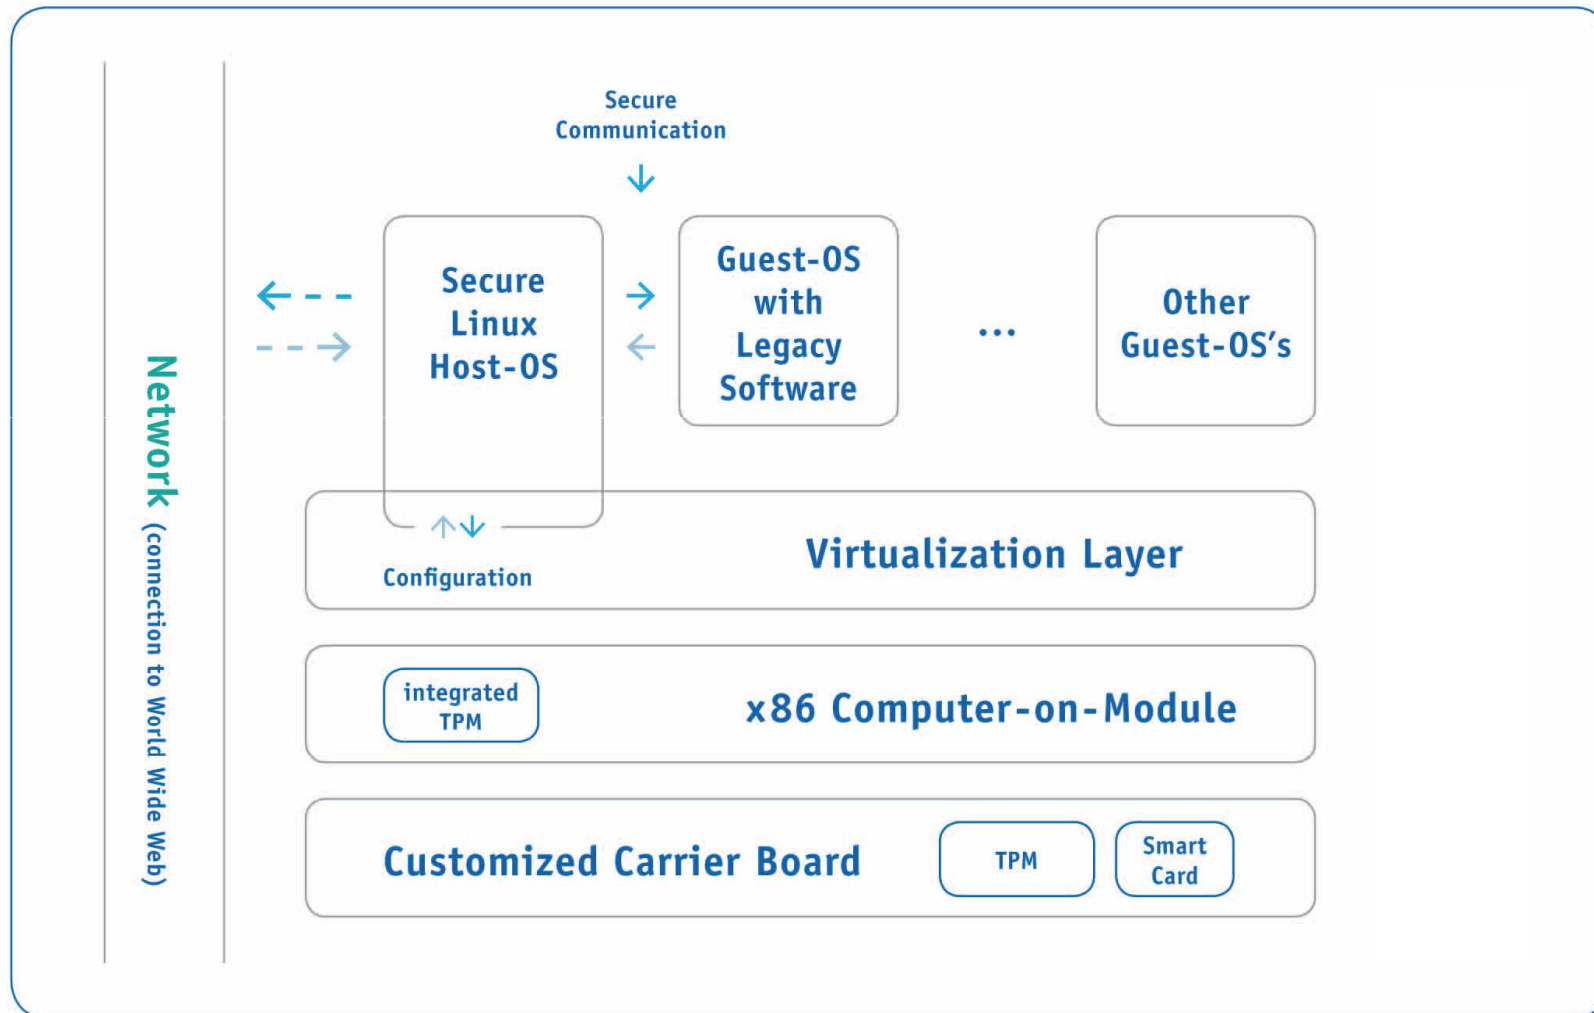 Secure
Communication
Secure
Linux
Host-OS
Guest-OS
with
Legacy
Software
...
Other
Guest-OS’s
Network (connection to World Wide Web)
Configuration
Virtualization Layer
integrated
TPM
x86 Computer-on-Module
Customized Carrier Board
TPM
Smart
Card